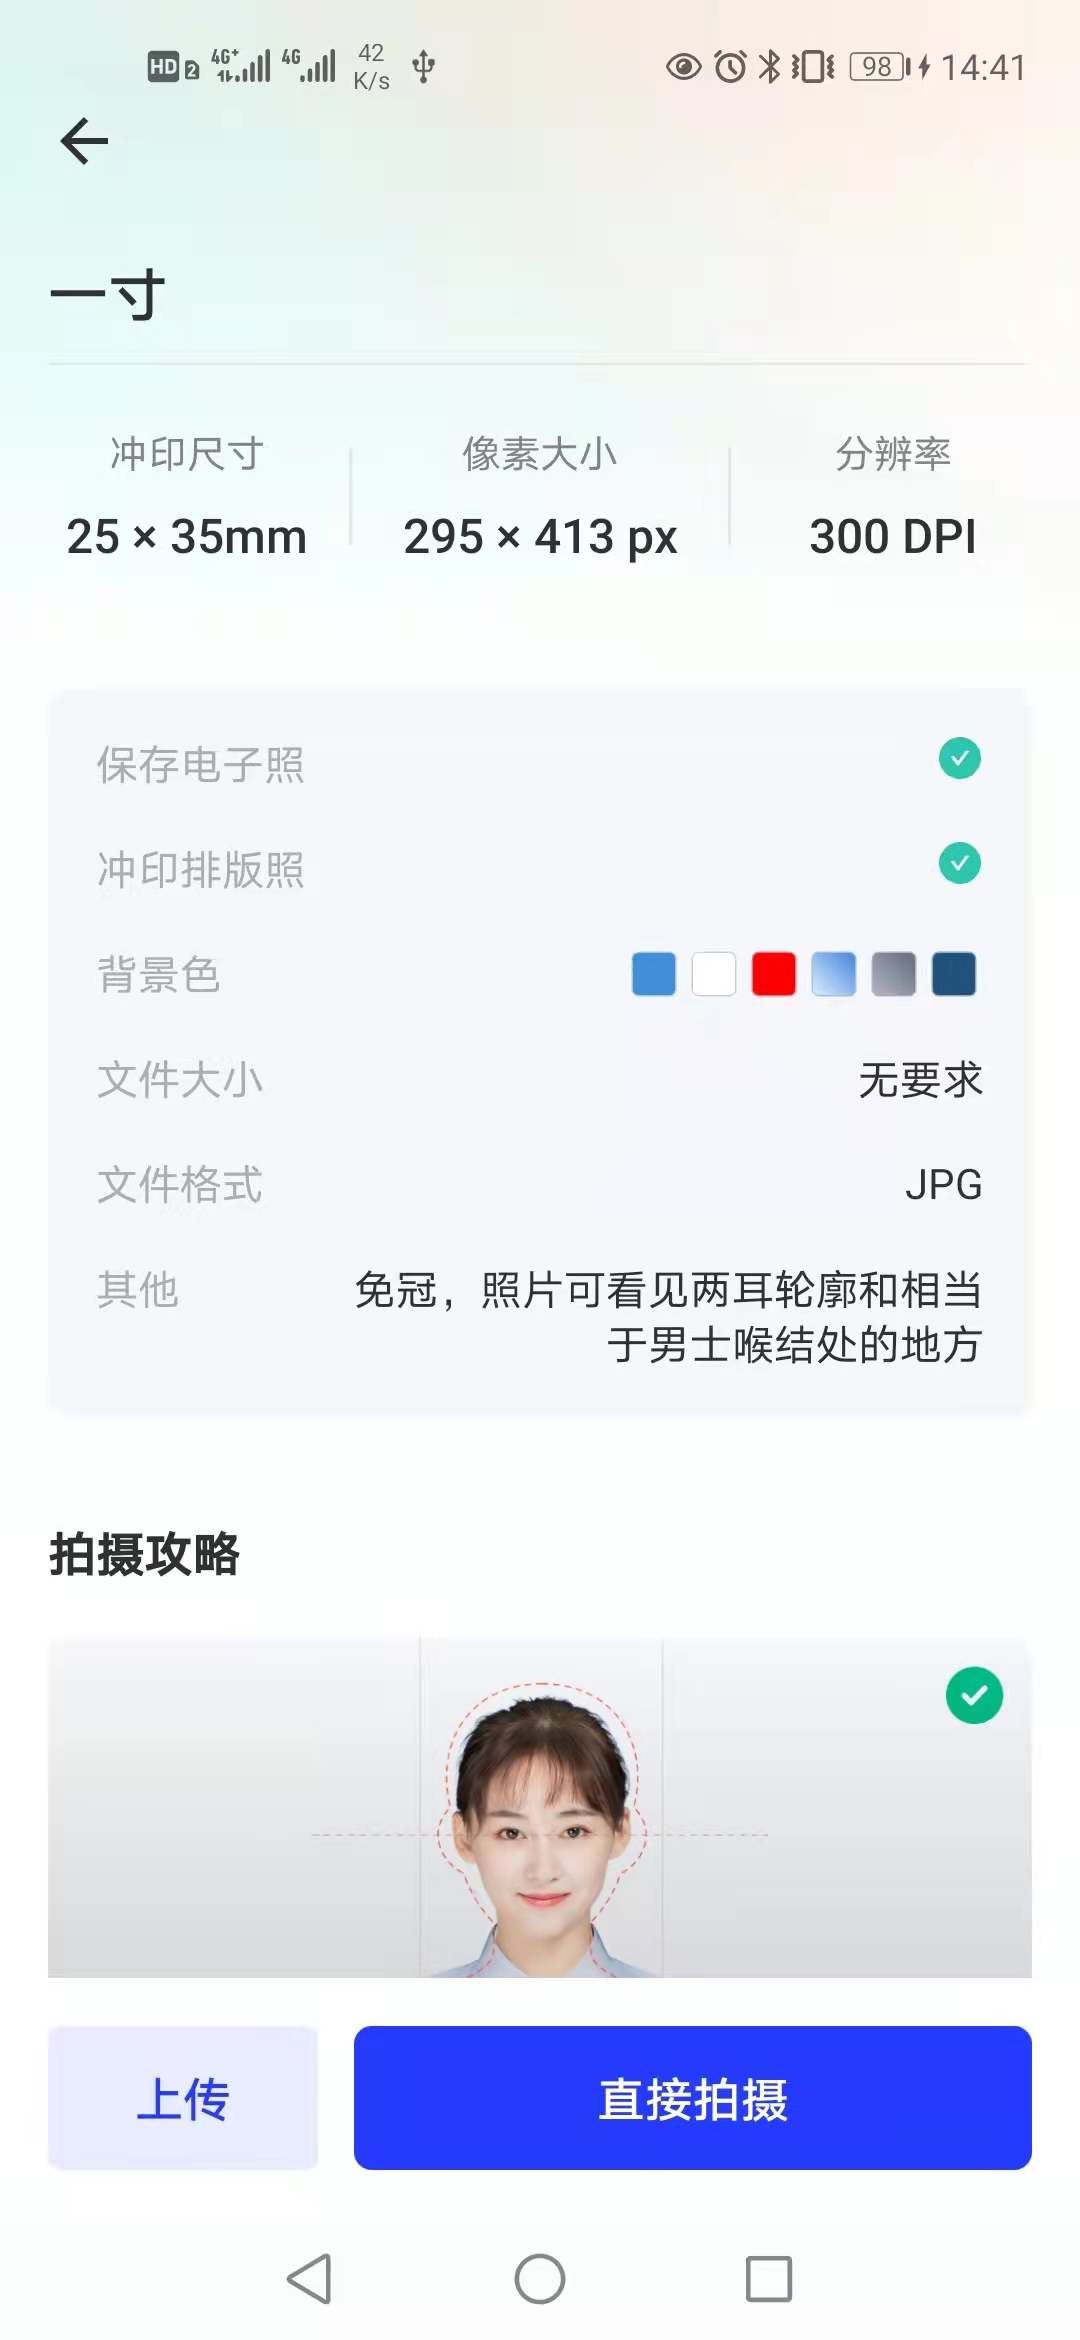 HD 2 4G+ 4G 42 K/s 98 14:41
一寸
冲印尺寸 像素大小 分辨率
25 × 35mm 295 × 413 px 300 DPI
保存电子照
冲印排版照
背景色
文件大小 无要求
文件格式 JPG
其他 免冠，照片可看见两耳轮廓和相当
于男士喉结处的地方
拍摄攻略
上传 直接拍摄